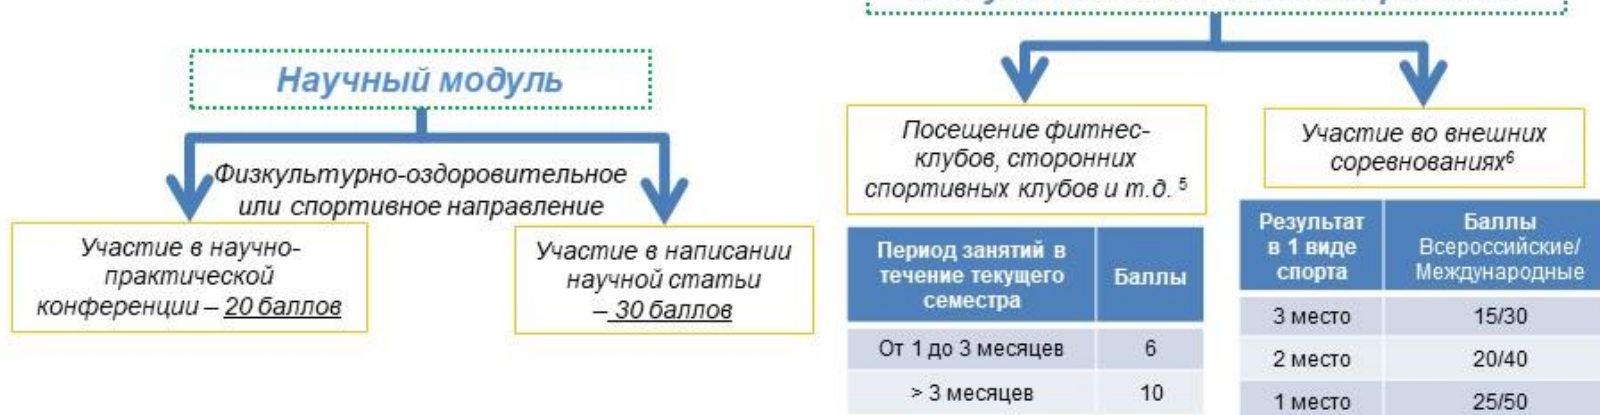 Научный модуль
Физкультурно-оздоровительное
или спортивное направление
Участие в научно-
практической
конференции – 20 баллов
Участие в написании
научной статьи
– 30 баллов
Посещение фитнес-
клубов, сторонних
спортивных клубов и т.д. 5
Период занятий в
течение текущего
семестра
Баллы
От 1 до 3 месяцев
6
> 3 месяцев
10
Участие во внешних
соревнованиях6
Результат
в 1 виде
спорта
Баллы
Всероссийские/
Международные
3 место
15/30
2 место
20/40
1 место
25/50